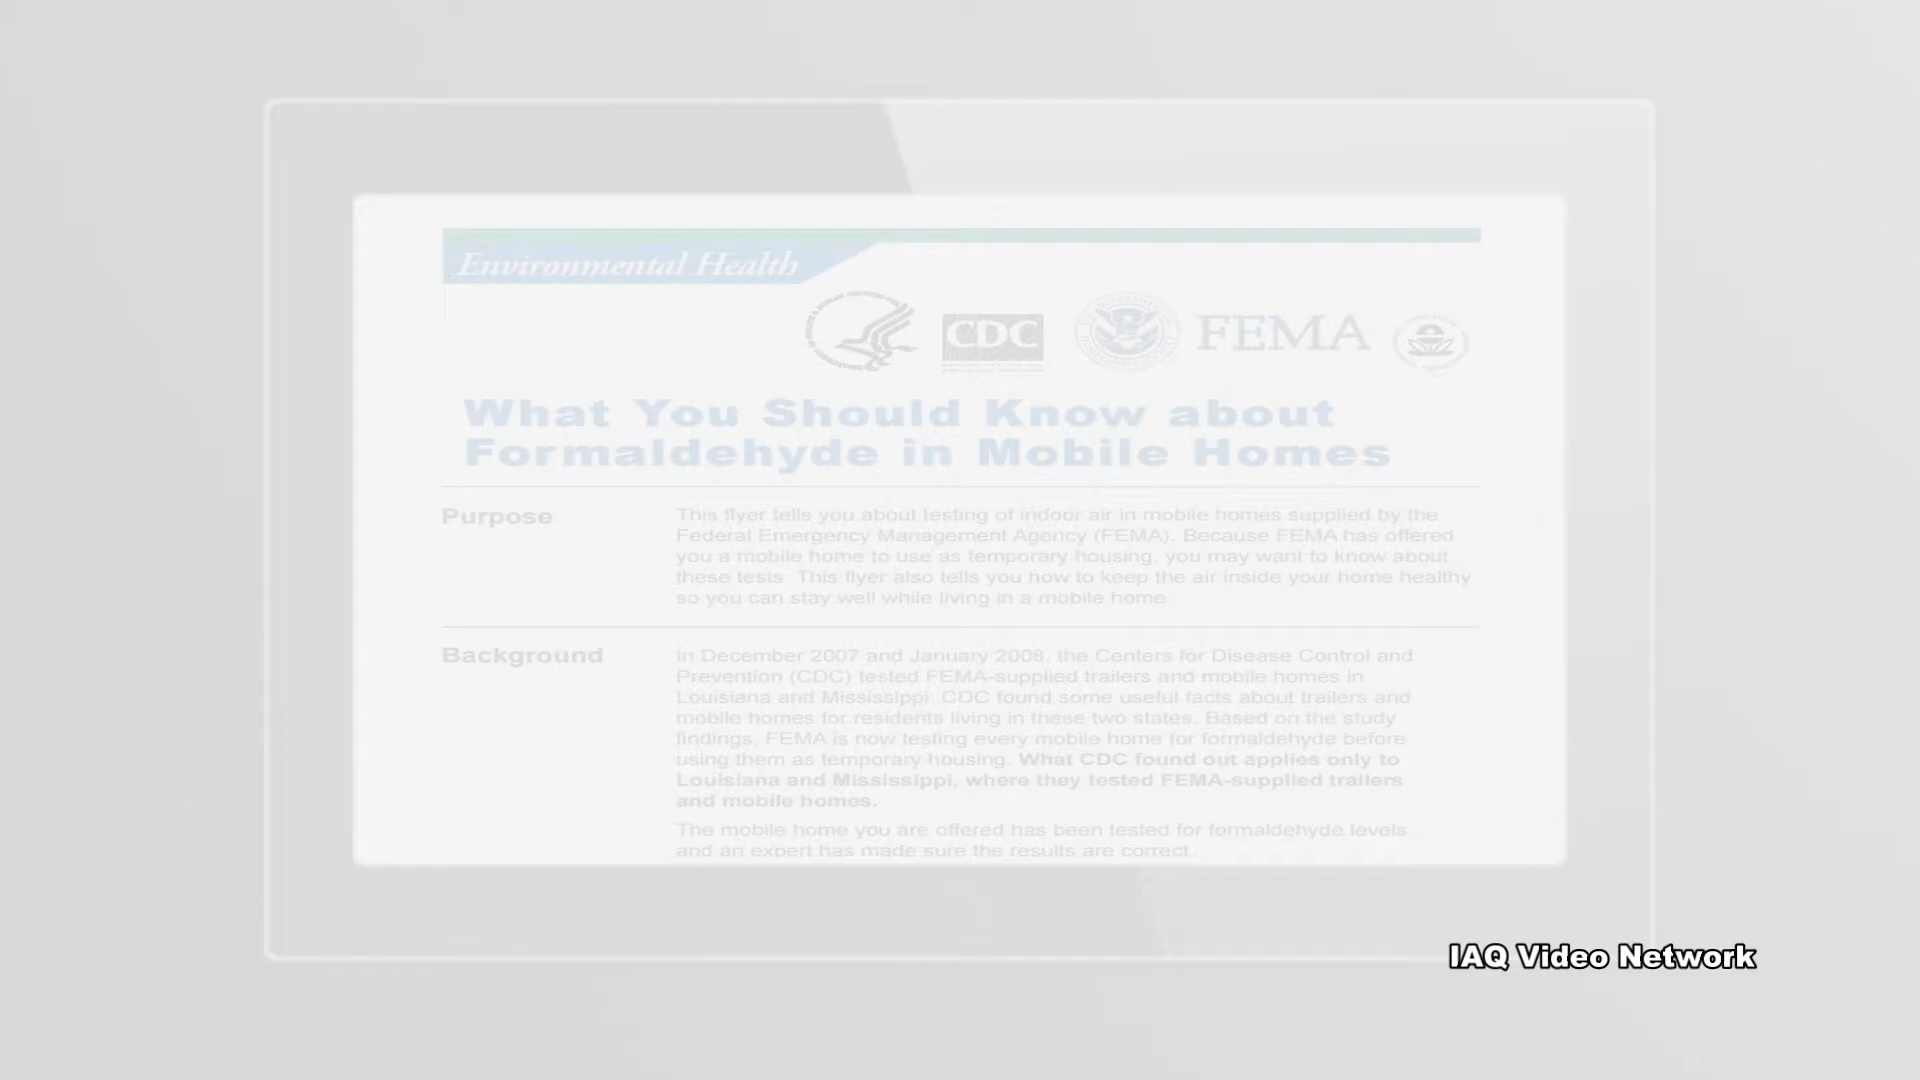 Environmental Health
CDC
FEMA
What You Should Know about
Formaldehyde in Mobile Homes
Purpose
This flyer tells you about testing of indoor air in mobile homes supplied by the
Federal Emergency Management Agency (FEMA). Because FEMA has offered
you a mobile home to use as temporary housing, you may want to know about
these tests. This flyer also tells you how to keep the air inside your home healthy
so you can stay well while living in a mobile home.
Background
In December 2007 and January 2008, the Centers for Disease Control and
Prevention (CDC) tested FEMA-supplied trailers and mobile homes in
Louisiana and Mississippi. CDC found some useful facts about trailers and
mobile homes for residents living in these two states. Based on the study
findings, FEMA is now testing every mobile home for formaldehyde before
using them as temporary housing. What CDC found out applies only to
Louisiana and Mississippi, where they tested FEMA-supplied trailers
and mobile homes.
The mobile home you are offered has been tested for formaldehyde levels
and an expert has made sure the results are correct.
IAQ Video Network